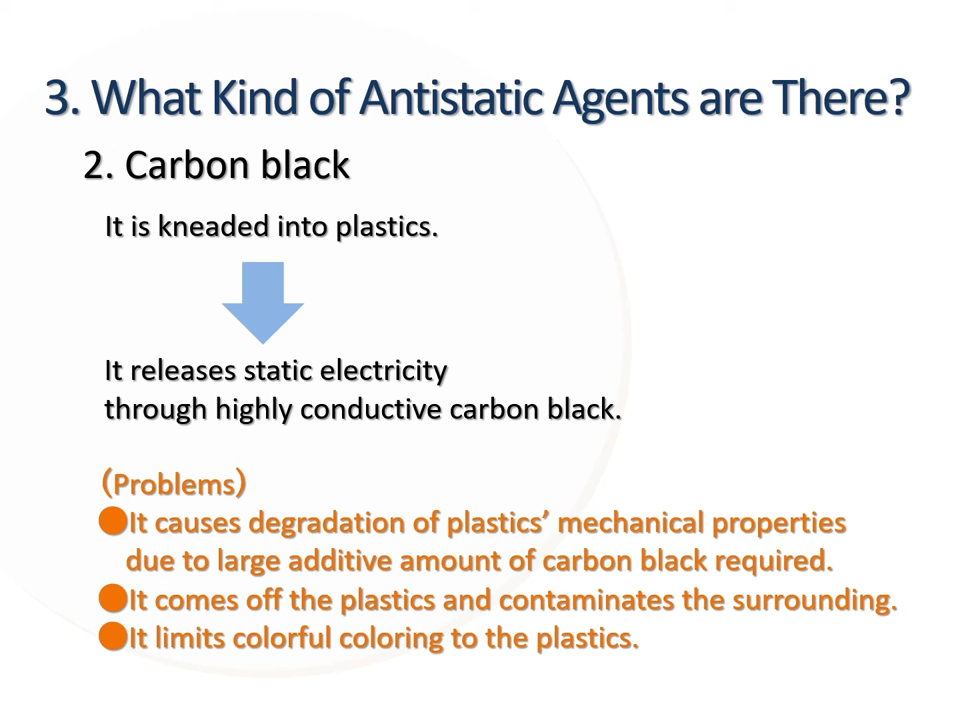 3. What Kind of Antistatic Agents are There?
2. Carbon black
It is kneaded into plastics.
It releases static electricity
through highly conductive carbon black.
（Problems）
●It causes degradation of plastics’ mechanical properties
due to large additive amount of carbon black required.
●It comes off the plastics and contaminates the surrounding.
●It limits colorful coloring to the plastics.